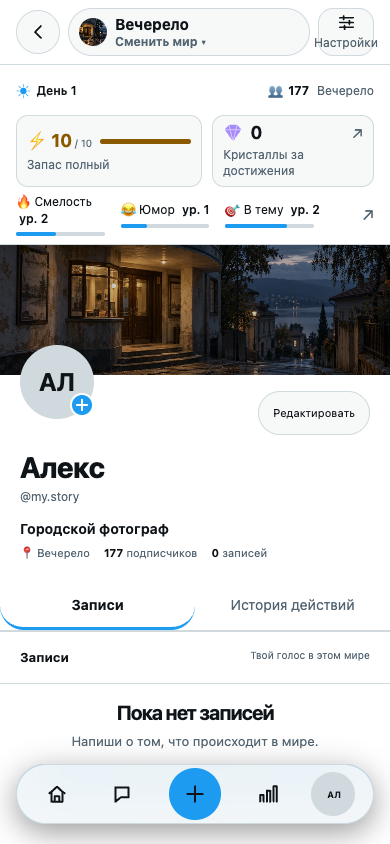 Вечерело
Сменить мир ▾
Настройки
День 1
177 Вечерело
10 / 10
Запас полный
0
Кристаллы за
достижения
Смелость
ур. 2
Юмор ур. 1
В тему ур. 2
АЛ
Редактировать
Алекс
@my.story
Городской фотограф
Вечерело 177 подписчиков 0 записей
Записи
История действий
Записи
Твой голос в этом мире
Пока нет записей
Напиши о том, что происходит в мире.
АЛ